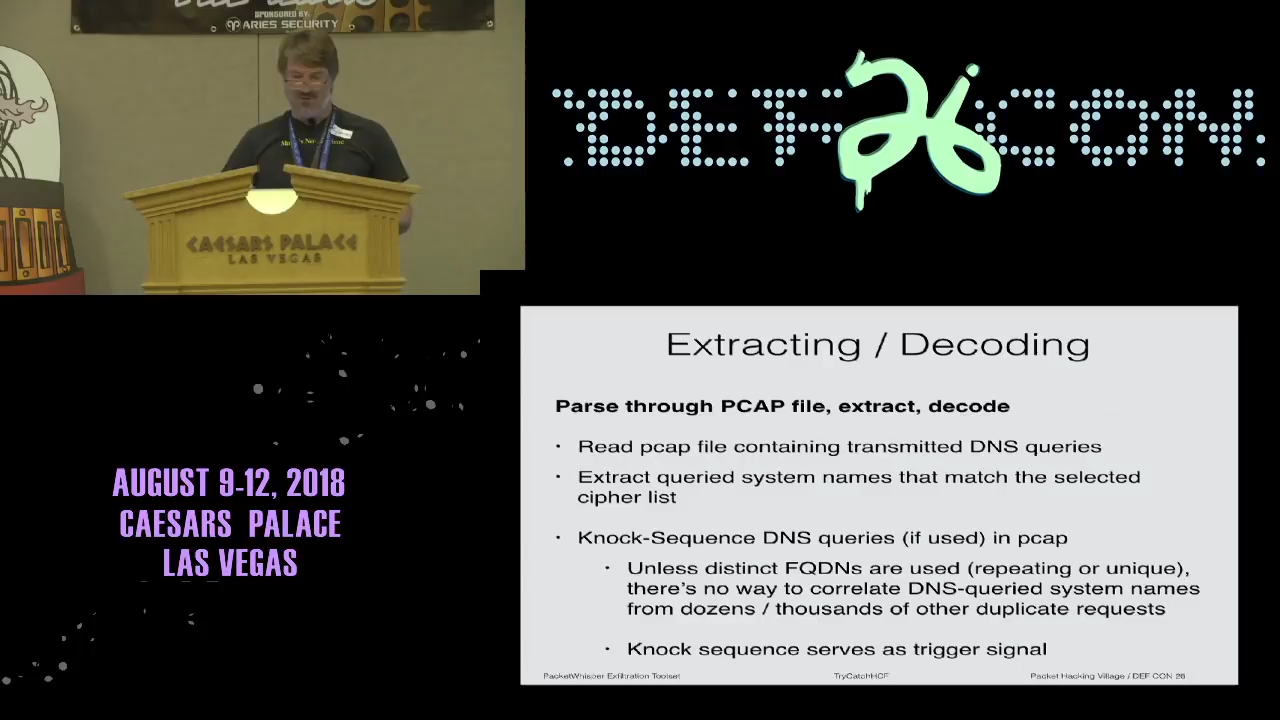 SPONSORED BY:
ARIES SECURITY
CAESARS PALACE
LAS VEGAS
DEF 26 CON
AUGUST 9-12, 2018
CAESARS PALACE
LAS VEGAS
Extracting / Decoding
Parse through PCAP file, extract, decode
· Read pcap file containing transmitted DNS queries
· Extract queried system names that match the selected
cipher list
· Knock-Sequence DNS queries (if used) in pcap
· Unless distinct FQDNs are used (repeating or unique),
there's no way to correlate DNS-queried system names
from dozens / thousands of other duplicate requests
· Knock sequence serves as trigger signal
PacketWhisper Exfiltration Toolset
TryCatchHCF
Packet Hacking Village / DEF CON 26